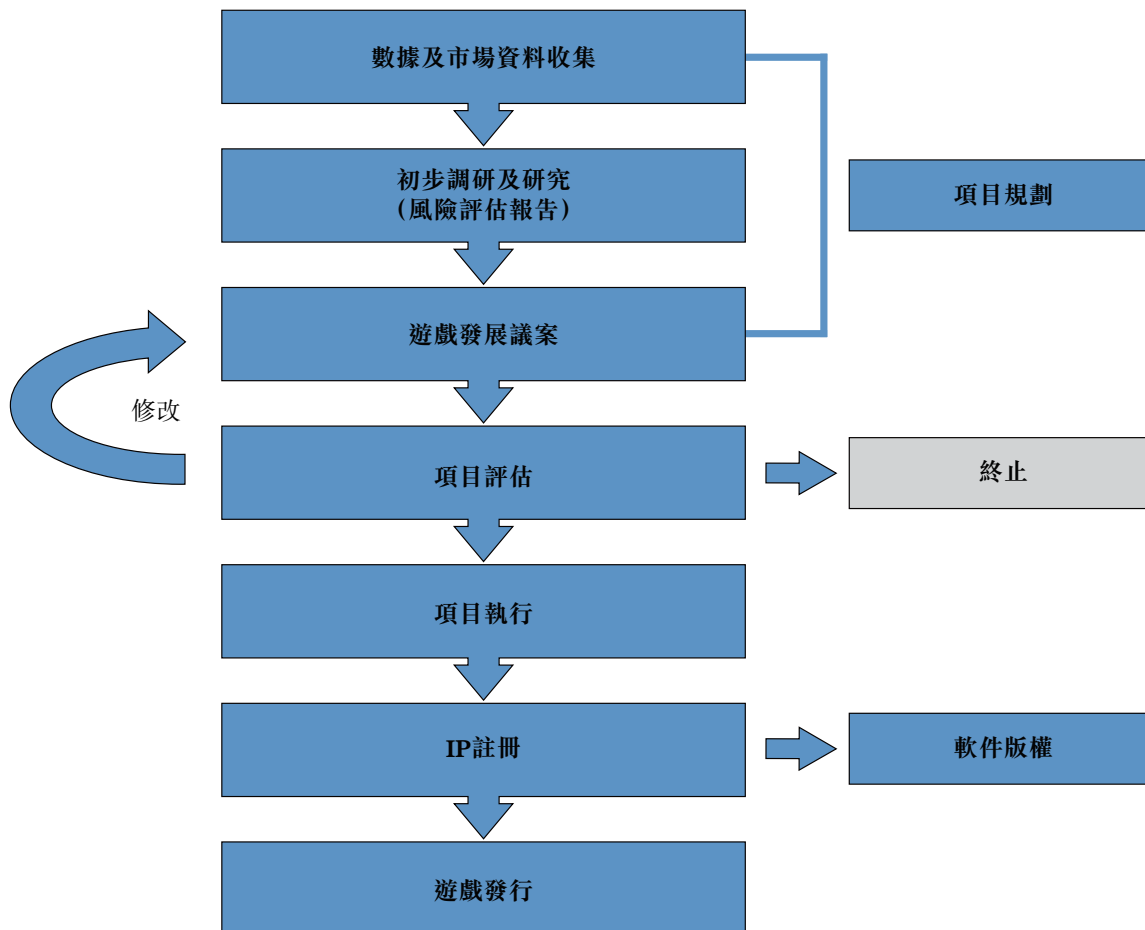 數據及市場資料收集
初步調研及研究
(風險評估報告)
項目規劃
遊戲發展議案
修改
項目評估
終止
項目執行
IP註冊
軟件版權
遊戲發行